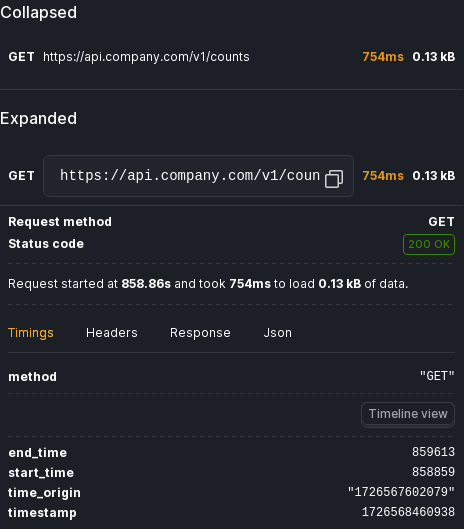 Collapsed
GET https://api.company.com/v1/counts 754ms 0.13 kB
Expanded
GET https://api.company.com/v1/coun 754ms 0.13 kB
Request method GET
Status code 200 OK
Request started at 858.86s and took 754ms to load 0.13 kB of data.
Timings Headers Response Json
method "GET"
Timeline view
end_time 859613
start_time 858859
time_origin "1726567602079"
timestamp 1726568460938